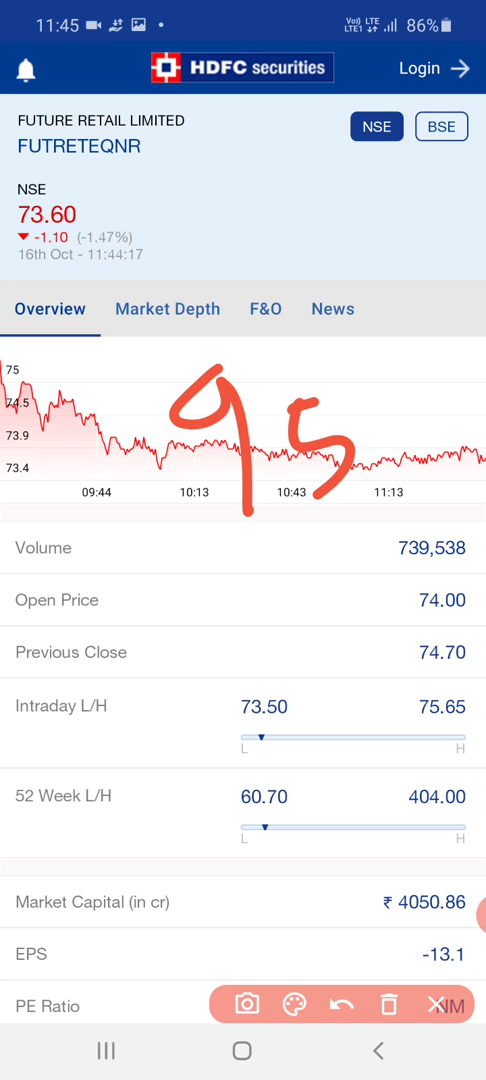 11:45 Vo)) LTE LTE1 86%
HDFC securities Login
FUTURE RETAIL LIMITED NSE BSE
FUTRETEQNR
NSE
73.60
-1.10 (-1.47%)
16th Oct - 11:44:17
Overview Market Depth F&O News
75
74.5
73.9
73.4
95
09:44 10:13 10:43 11:13
Volume 739,538
Open Price 74.00
Previous Close 74.70
Intraday L/H 73.50 75.65
L H
52 Week L/H 60.70 404.00
L H
Market Capital (in cr) ₹ 4050.86
EPS -13.1
PE Ratio NM